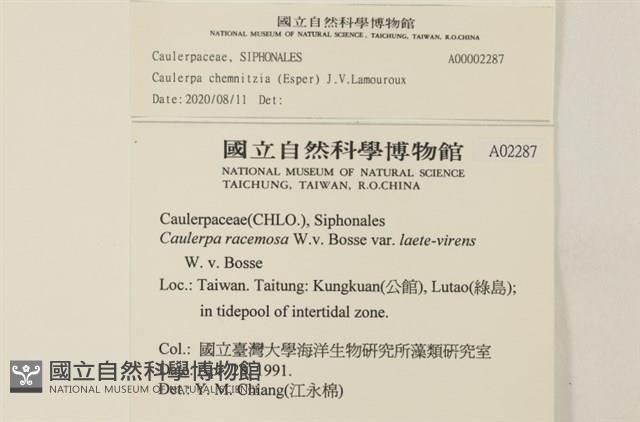 國立自然科學博物館
NATIONAL MUSEUM OF NATURAL SCIENCE, TAICHUNG, TAIWAN, R.O.CHINA
Caulerpaceae, SIPHONALES A00002287
Caulerpa chemnitzia (Esper) J.V.Lamouroux
Date:2020/08/11 Det:
國立自然科學博物館 A02287
NATIONAL MUSEUM OF NATURAL SCIENCE
TAICHUNG, TAIWAN, R.O.CHINA
Caulerpaceae(CHLO.), Siphonales
Caulerpa racemosa W.v. Bosse var. laete-virens
W. v. Bosse
Loc.: Taiwan. Taitung: Kungkuan(公館), Lutao(綠島);
in tidepool of intertidal zone.
Col.: 國立臺灣大學海洋生物研究所藻類研究室
1991.
Det.: Y. M. Chiang(江永棉)
國立自然科學博物館
NATIONAL MUSEUM OF NATURAL SCIENCE